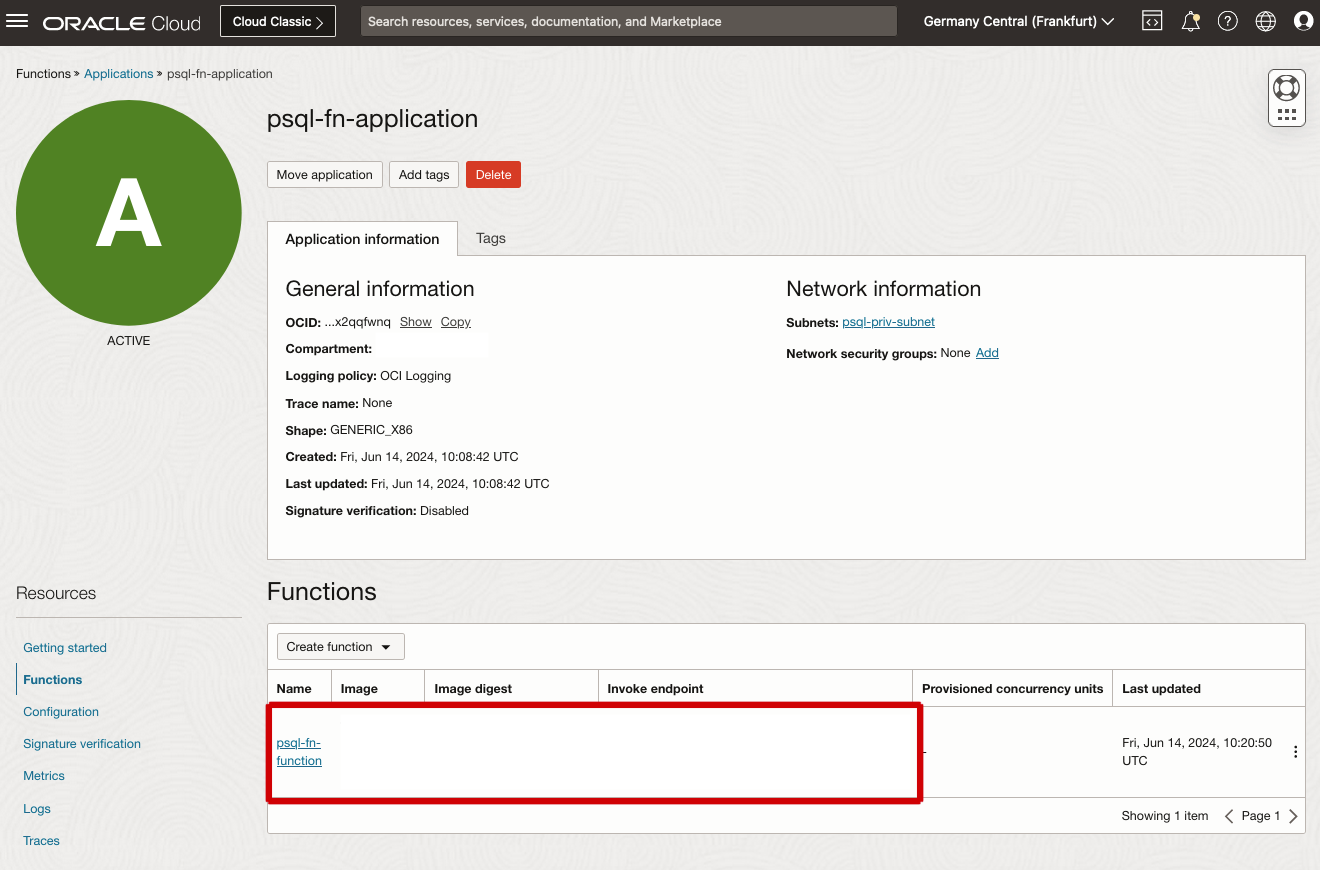 ORACLE Cloud
Cloud Classic
Search resources, services, documentation, and Marketplace
Germany Central (Frankfurt)
Functions » Applications » psql-fn-application
A
ACTIVE
psql-fn-application
Move application
Add tags
Delete
Application information
Tags
General information
OCID: ...x2qqfwnq Show Copy
Compartment:
Logging policy: OCI Logging
Trace name: None
Shape: GENERIC_X86
Created: Fri, Jun 14, 2024, 10:08:42 UTC
Last updated: Fri, Jun 14, 2024, 10:08:42 UTC
Signature verification: Disabled
Network information
Subnets: psql-priv-subnet
Network security groups: None Add
Resources
Getting started
Functions
Configuration
Signature verification
Metrics
Logs
Traces
Functions
Create function
Name Image Image digest Invoke endpoint Provisioned concurrency units Last updated
psql-fn-
function
-
Fri, Jun 14, 2024, 10:20:50
UTC
Showing 1 item
Page 1